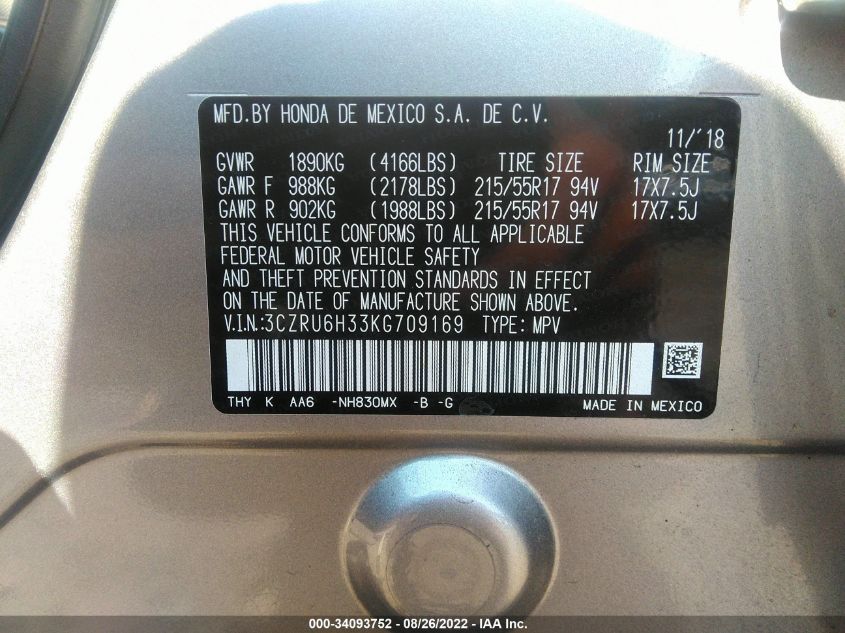 MFD.BY HONDA DE MEXICO S.A. DE C.V.
11/'18
GVWR 1890KG (4166LBS) TIRE SIZE RIM SIZE
GAWR F 988KG (2178LBS) 215/55R17 94V 17X7.5J
GAWR R 902KG (1988LBS) 215/55R17 94V 17X7.5J
THIS VEHICLE CONFORMS TO ALL APPLICABLE
FEDERAL MOTOR VEHICLE SAFETY
AND THEFT PREVENTION STANDARDS IN EFFECT
ON THE DATE OF MANUFACTURE SHOWN ABOVE.
V.I.N.:3CZRU6H33KG709169 TYPE: MPV
THY K AA6 -NH830MX -B -G MADE IN MEXICO
000-34093752 - 08/26/2022 - IAA Inc.